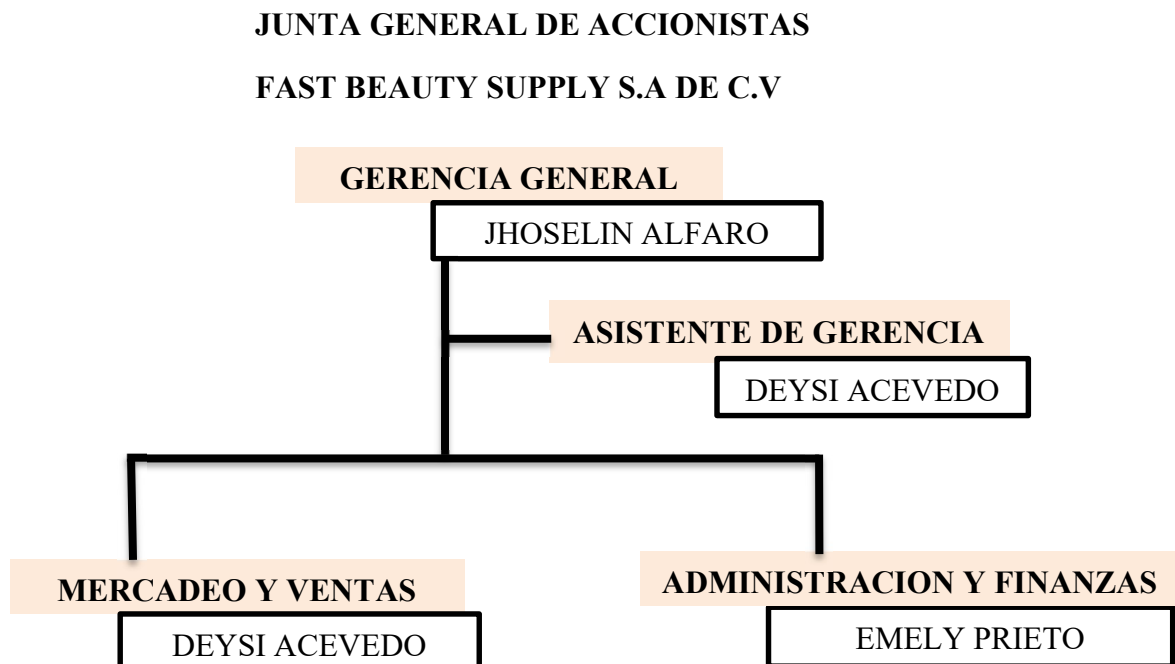 JUNTA GENERAL DE ACCIONISTAS
FAST BEAUTY SUPPLY S.A DE C.V
GERENCIA GENERAL
JHOSELIN ALFARO
ASISTENTE DE GERENCIA
DEYSI ACEVEDO
MERCADEO Y VENTAS
DEYSI ACEVEDO
ADMINISTRACION Y FINANZAS
EMELY PRIETO